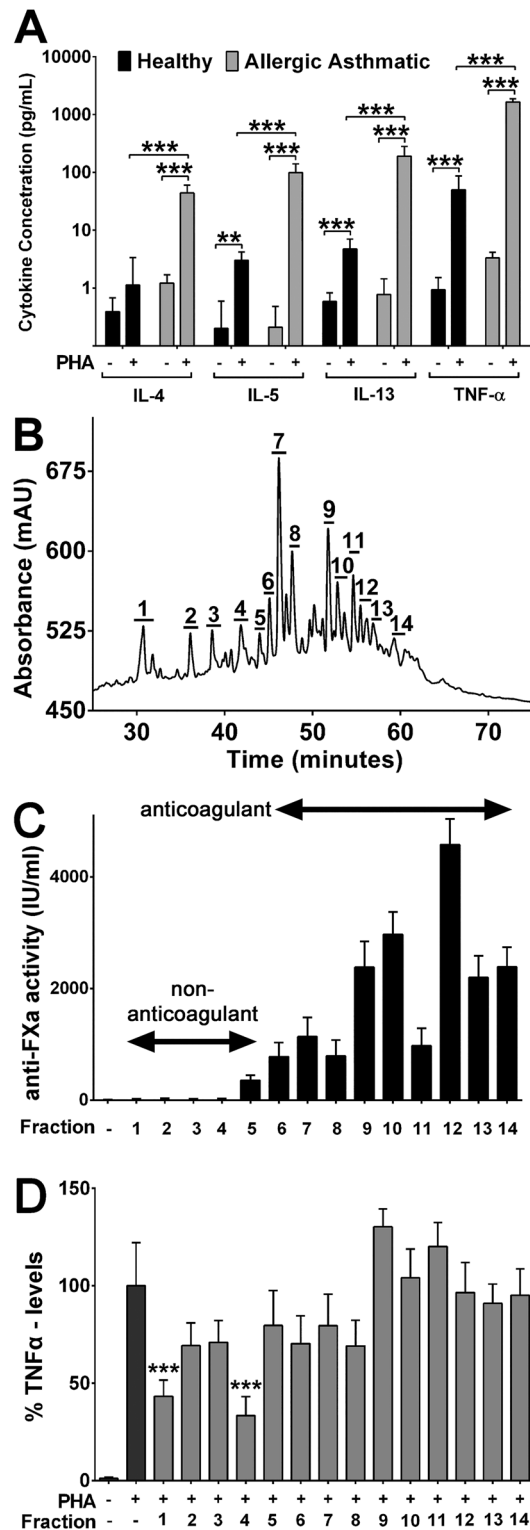 A
Healthy Allergic Asthmatic
Cytokine Concetration (pg/mL)
10000
1000
100
10
1
*** *** ** *** *** *** *** *** *** *** ***
PHA - + - + - + - + - + - + - + - +
IL-4 IL-5 IL-13 TNF-α
B
Absorbance (mAU)
675
600
525
450
1 2 3 4 5 6 7 8 9 10 11 12 13 14
30 40 50 60 70
Time (minutes)
C
anticoagulant
anti-FXa activity (IU/ml)
4000
2000
0
non-
anticoagulant
Fraction - 1 2 3 4 5 6 7 8 9 10 11 12 13 14
D
% TNFα - levels
150
100
50
0
*** ***
PHA - + + + + + + + + + + + + + + +
Fraction - - 1 2 3 4 5 6 7 8 9 10 11 12 13 14